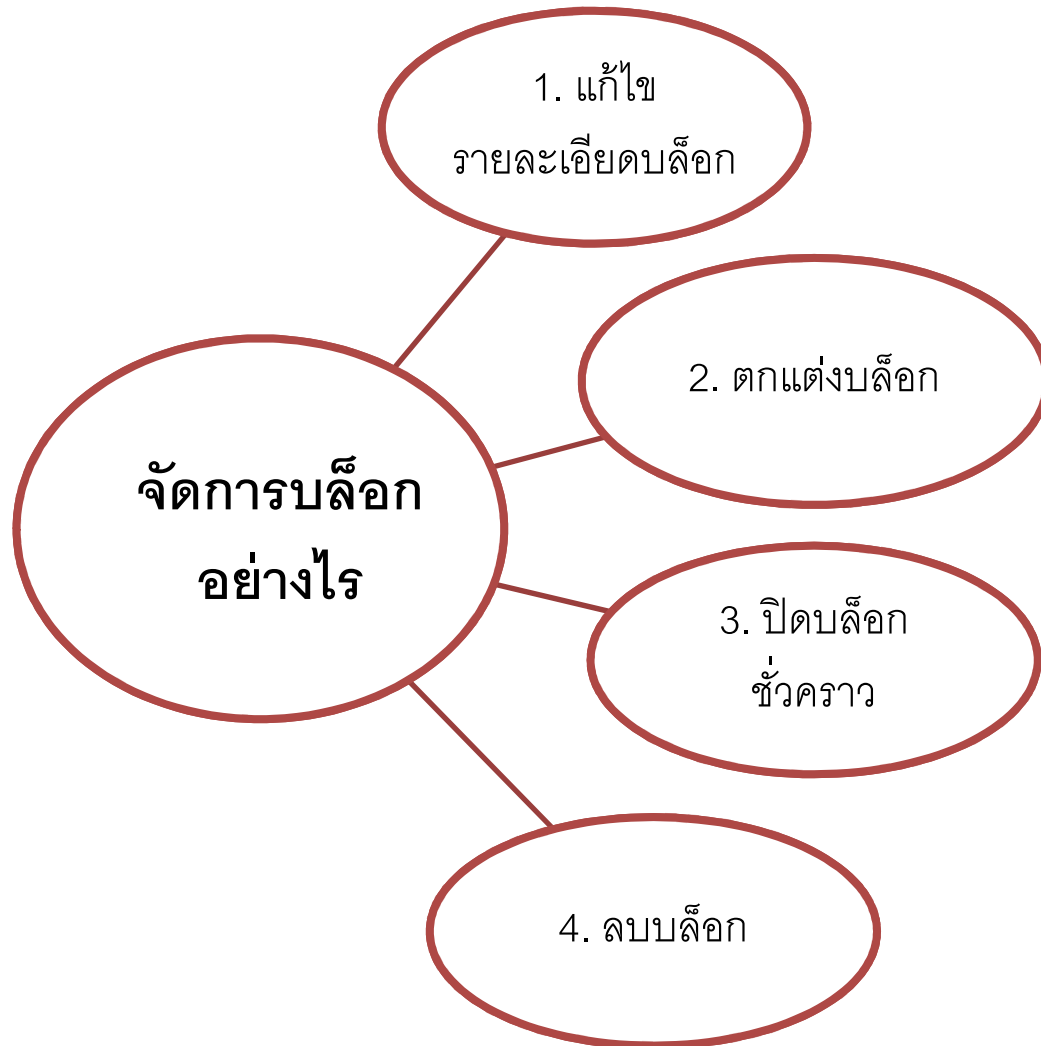 1. แก้ไข
รายละเอียดบล็อก
2. ตกแต่งบล็อก
จัดการบล็อก
อย่างไร
3. ปิดบล็อก
ชั่วคราว
4. ลบบล็อก